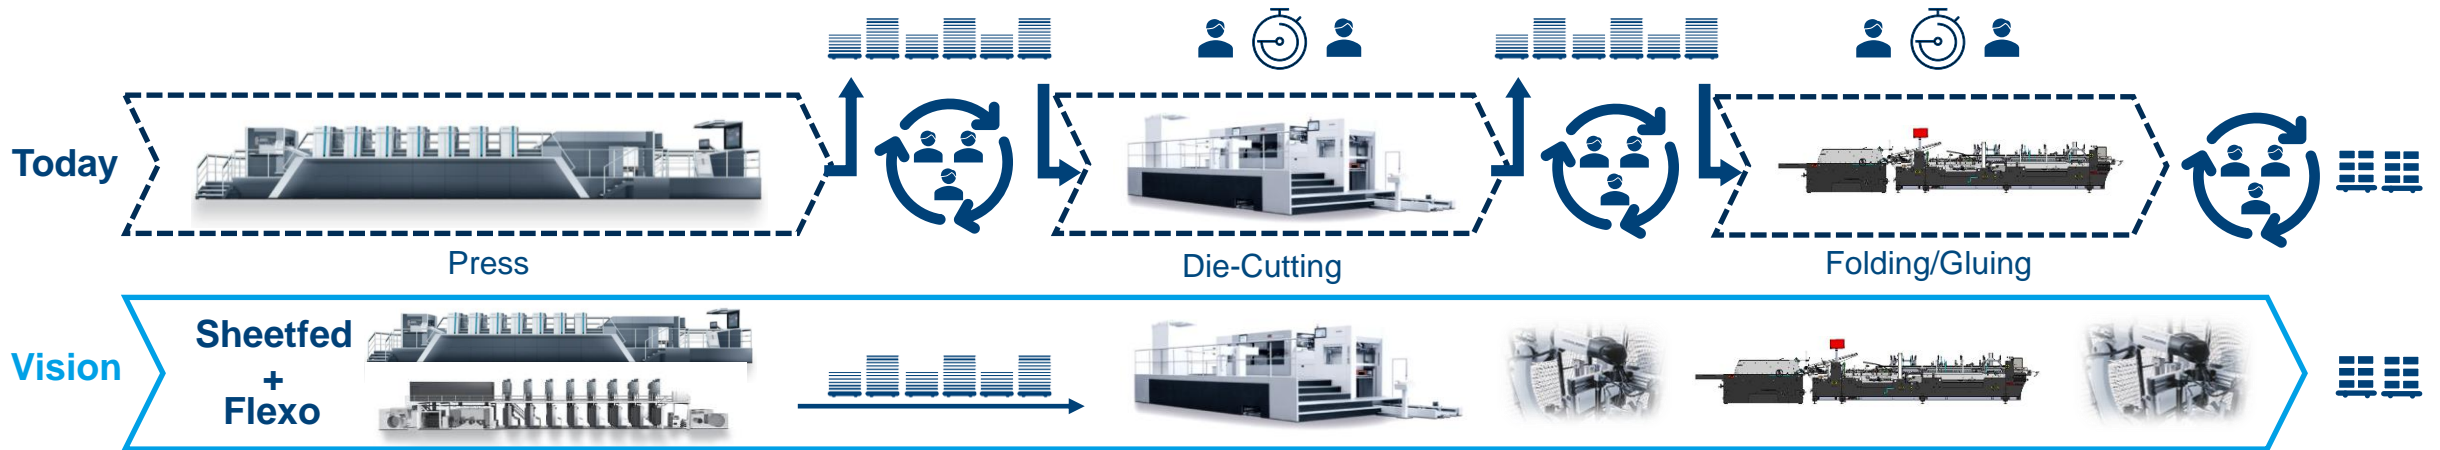 Today
Press
Die-Cutting
Folding/Gluing
Vision
Sheetfed
+
Flexo